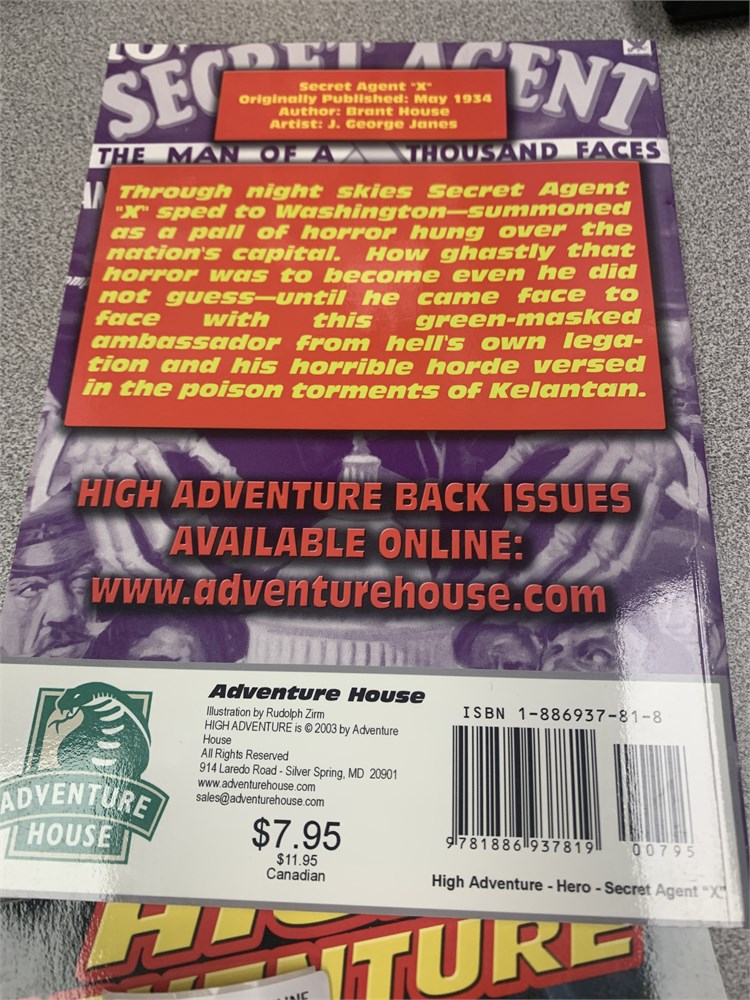 10¢
SECRET AGENT
Secret Agent "X"
Originally Published: May 1934
Author: Brant House
Artist: J. George Janes
THE MAN OF A THOUSAND FACES
Through night skies Secret Agent
"X" sped to Washington—summoned
as a pall of horror hung over the
nation's capital. How ghastly that
horror was to become even he did
not guess—until he came face to
face with this green-masked
ambassador from hell's own lega-
tion and his horrible horde versed
in the poison torments of Kelantan.
HIGH ADVENTURE BACK ISSUES
AVAILABLE ONLINE:
www.adventurehouse.com
Adventure House
Illustration by Rudolph Zirm
HIGH ADVENTURE is © 2003 by Adventure
House
All Rights Reserved
914 Laredo Road - Silver Spring, MD 20901
www.adventurehouse.com
sales@adventurehouse.com
$7.95
$11.95
Canadian
ADVENTURE
HOUSE
ISBN 1-886937-81-8
9781886937819
00795
High Adventure - Hero - Secret Agent "X"